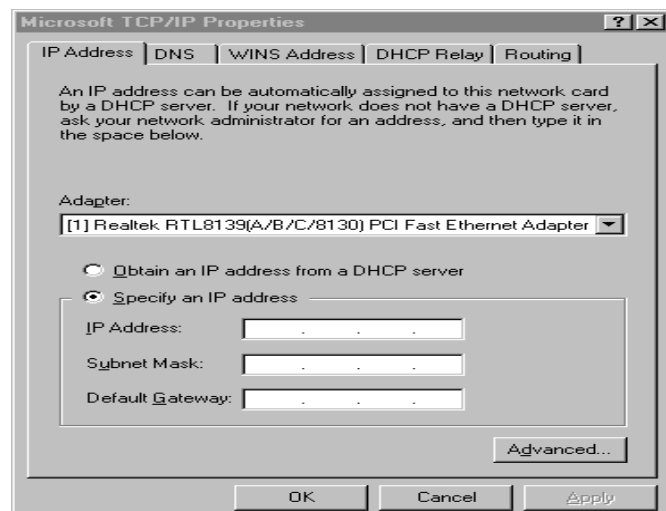 Microsoft TCP/IP Properties
IP Address DNS WINS Address DHCP Relay Routing
An IP address can be automatically assigned to this network card
by a DHCP server. If your network does not have a DHCP server,
ask your network administrator for an address, and then type it in
the space below.
Adapter:
[1] Realtek RTL8139(A/B/C/8130) PCI Fast Ethernet Adapter
Obtain an IP address from a DHCP server
Specify an IP address
IP Address:
Subnet Mask:
Default Gateway:
Advanced...
OK Cancel Apply